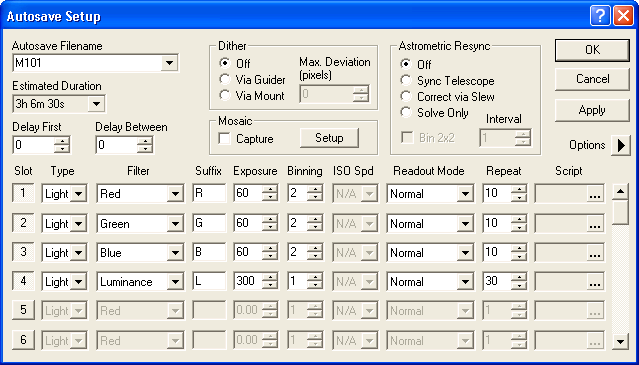 Autosave Setup
Autosave Filename
M101
Estimated Duration
3h 6m 30s
Delay First
Delay Between
0
0
Dither
Off
Via Guider
Via Mount
Max. Deviation
(pixels)
0
Mosaic
Capture
Setup
Astrometric Resync
Off
Sync Telescope
Correct via Slew
Solve Only
Interval
Bin 2x2
1
OK
Cancel
Apply
Options
Slot Type Filter Suffix Exposure Binning ISO Spd Readout Mode Repeat Script
1 Light Red R 60 2 N/A Normal 10 ...
2 Light Green G 60 2 N/A Normal 10 ...
3 Light Blue B 60 2 N/A Normal 10 ...
4 Light Luminance L 300 1 N/A Normal 30 ...
5 Light Red 0.00 1 N/A Normal 1 ...
6 Light Red 0.00 1 N/A Normal 1 ...